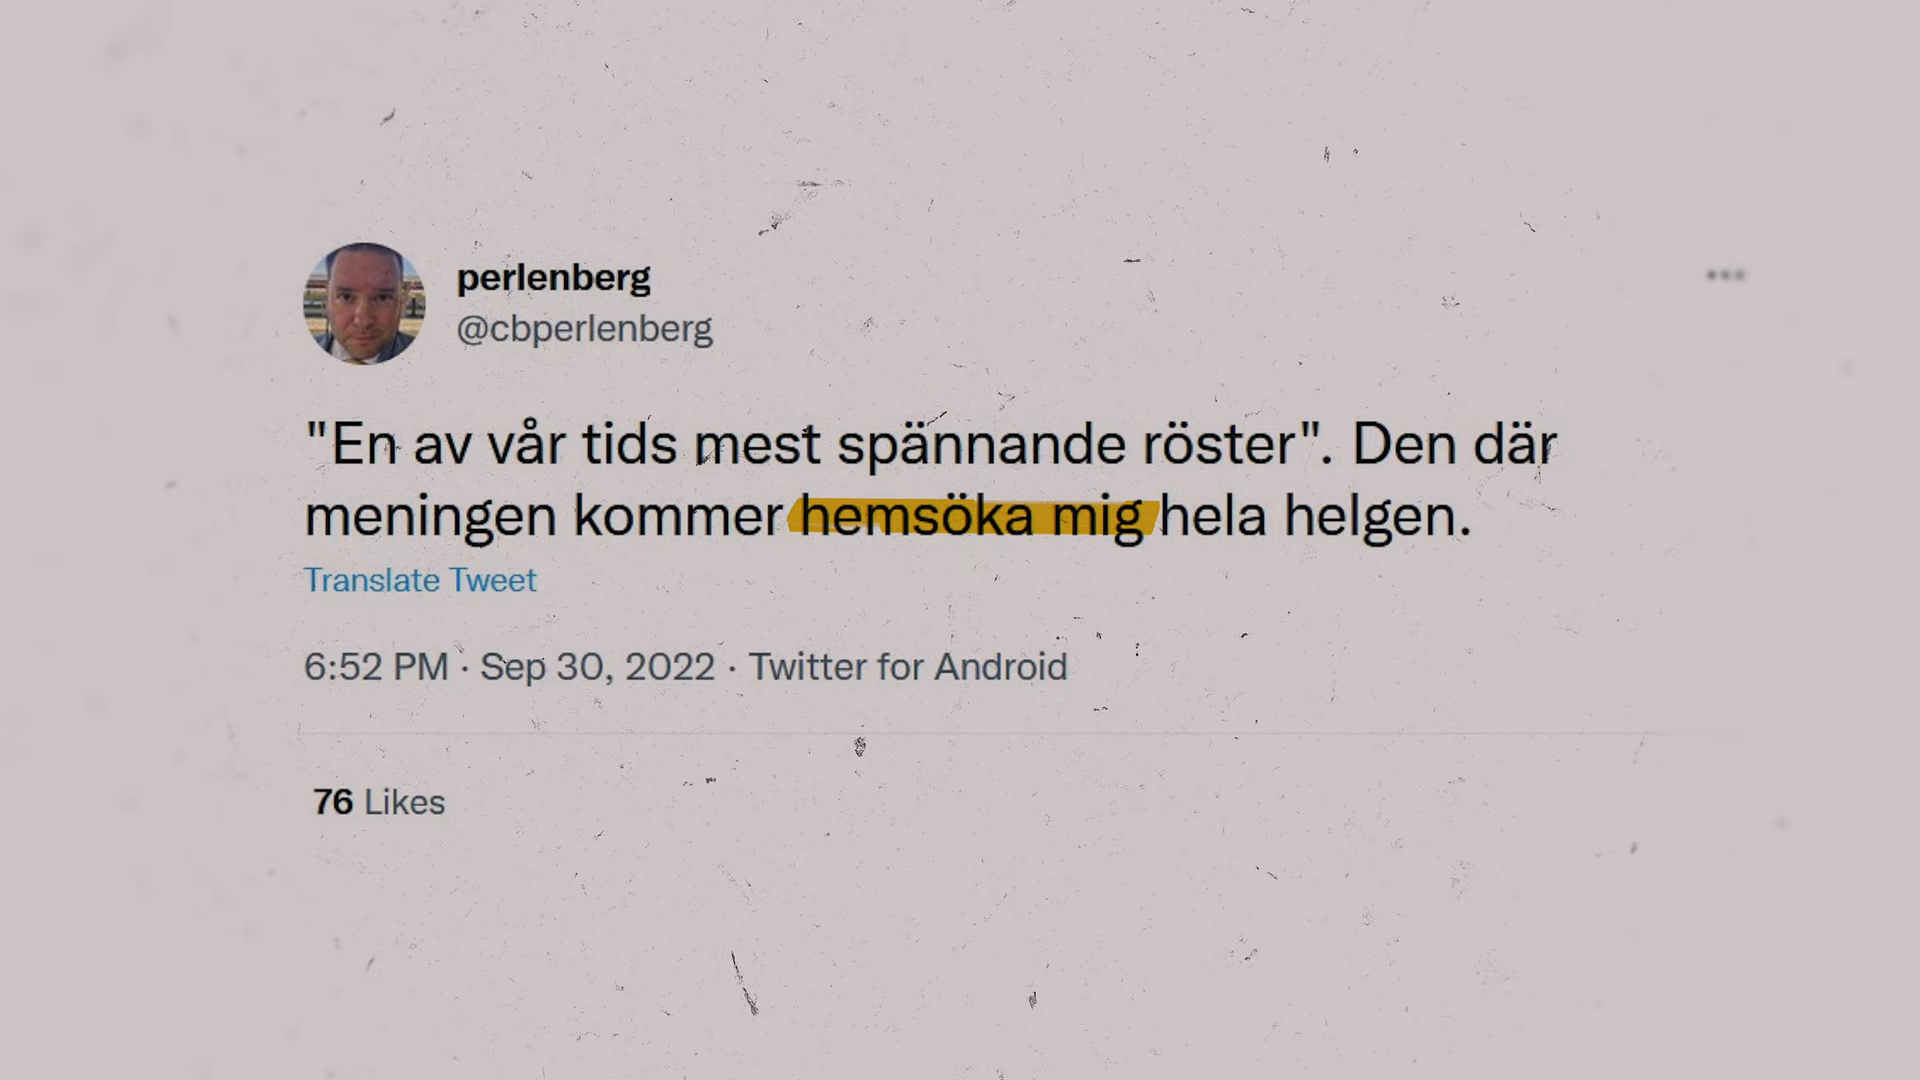 perlenberg
@cbperlenberg
"En av vår tids mest spännande röster". Den där
meningen kommer hemsöka mig hela helgen.
Translate Tweet
6:52 PM · Sep 30, 2022 · Twitter for Android
76 Likes